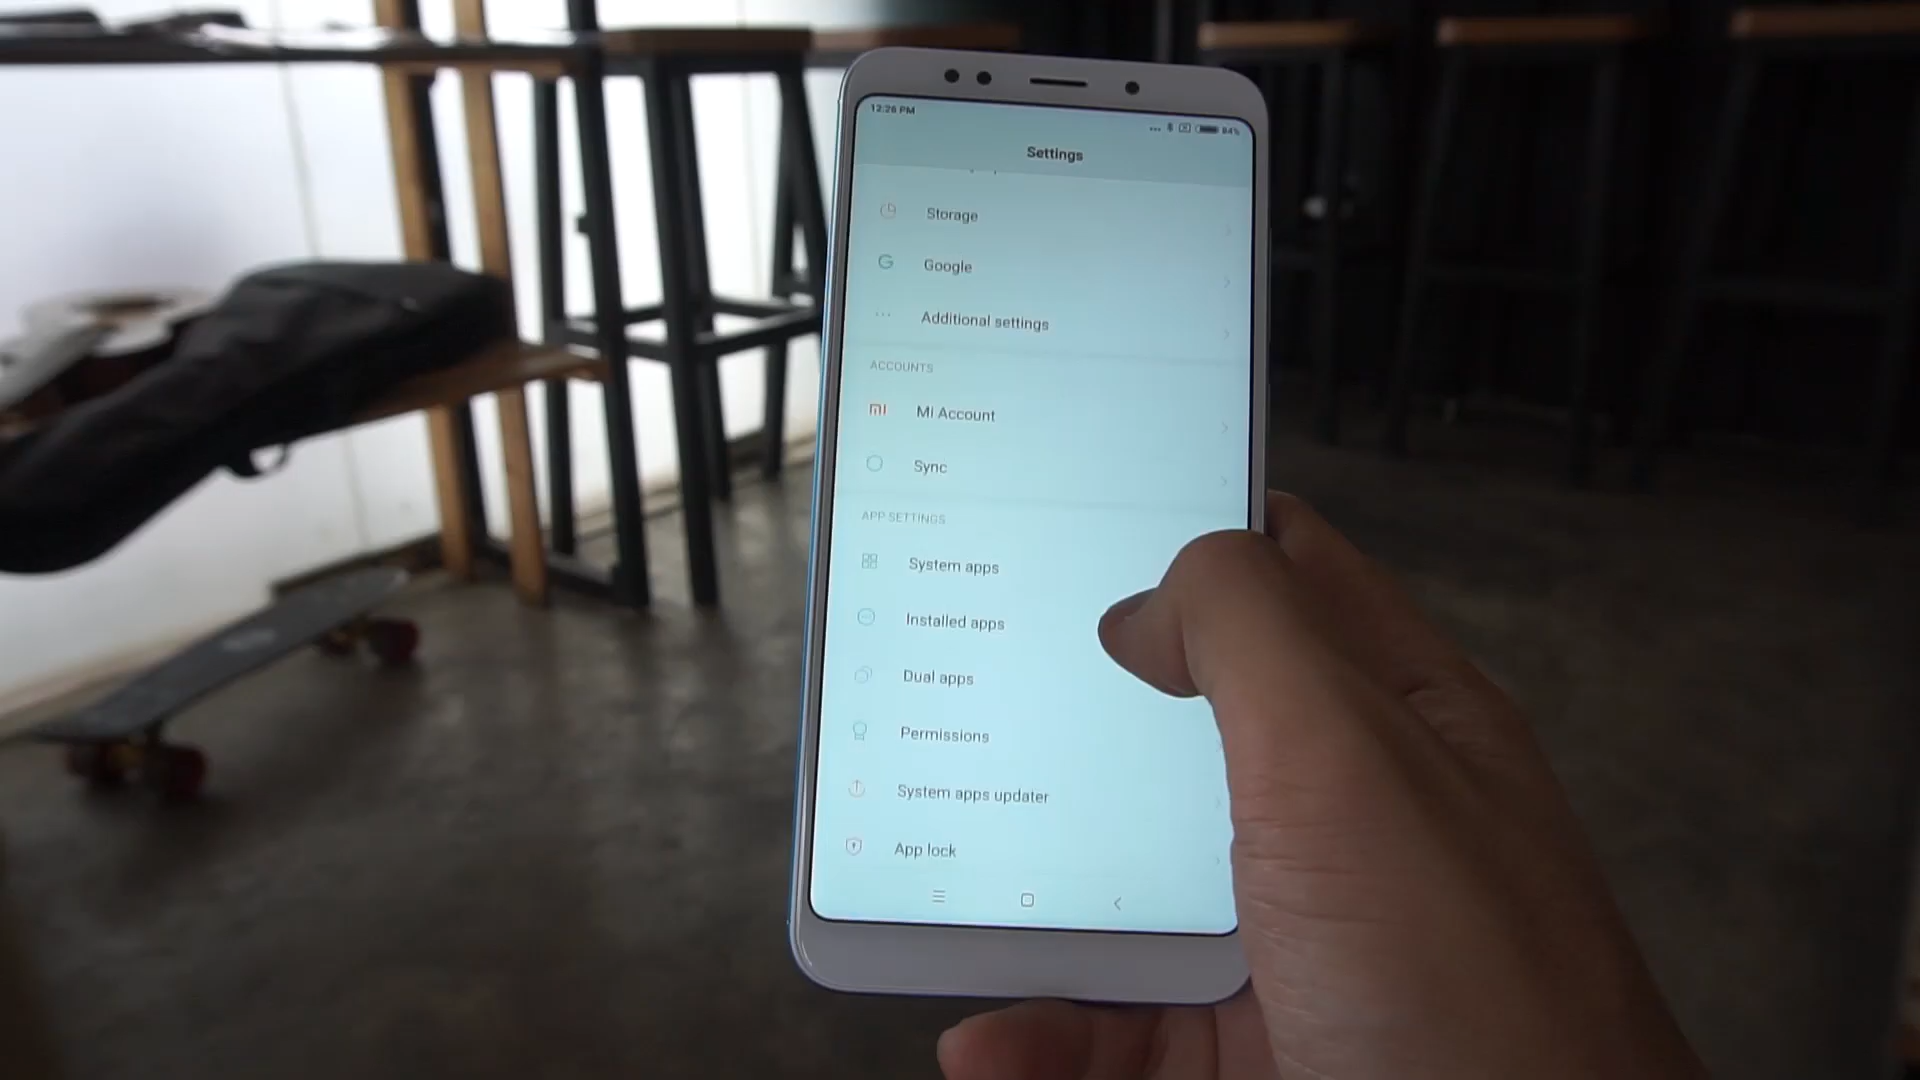 12:26 PM
84%
Settings
Storage
Google
Additional settings
ACCOUNTS
Mi Account
Sync
APP SETTINGS
System apps
Installed apps
Dual apps
Permissions
System apps updater
App lock